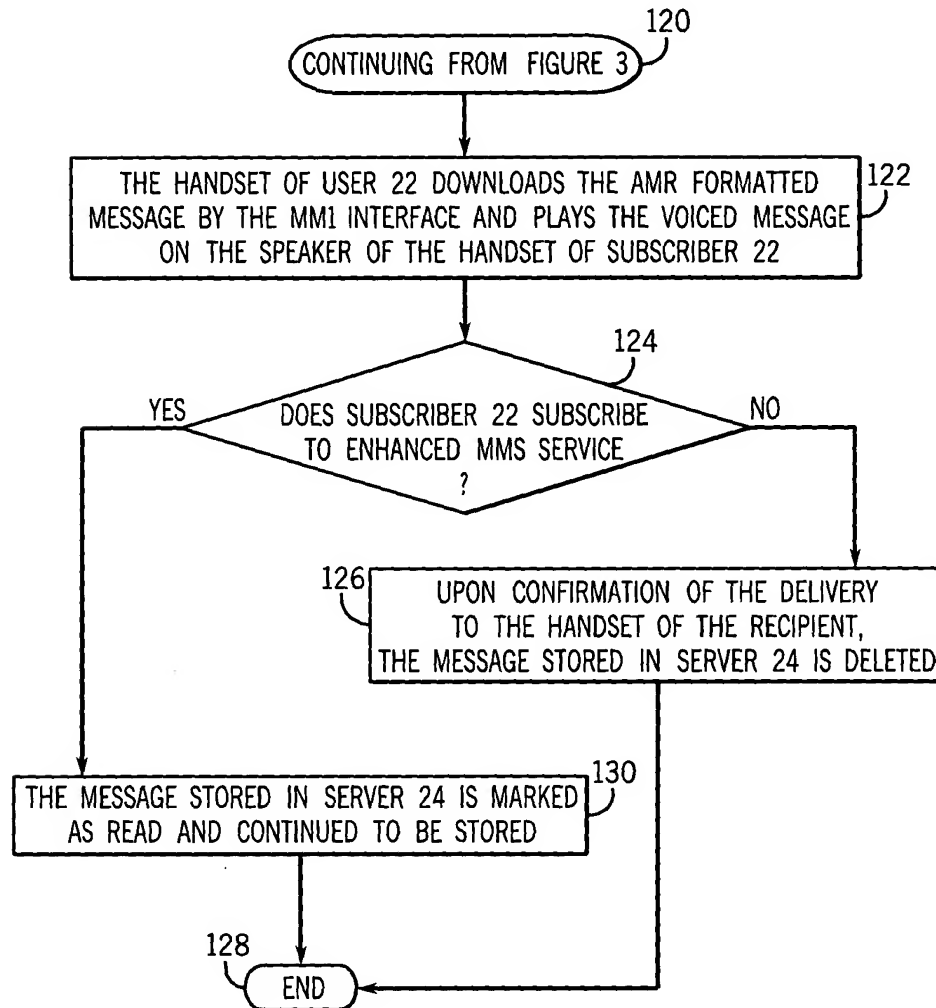 120
CONTINUING FROM FIGURE 3
122
THE HANDSET OF USER 22 DOWNLOADS THE AMR FORMATTED
MESSAGE BY THE MM1 INTERFACE AND PLAYS THE VOICED MESSAGE
ON THE SPEAKER OF THE HANDSET OF SUBSCRIBER 22
124
YES
NO
DOES SUBSCRIBER 22 SUBSCRIBE
TO ENHANCED MMS SERVICE
?
126
UPON CONFIRMATION OF THE DELIVERY
TO THE HANDSET OF THE RECIPIENT,
THE MESSAGE STORED IN SERVER 24 IS DELETED
130
THE MESSAGE STORED IN SERVER 24 IS MARKED
AS READ AND CONTINUED TO BE STORED
128
END